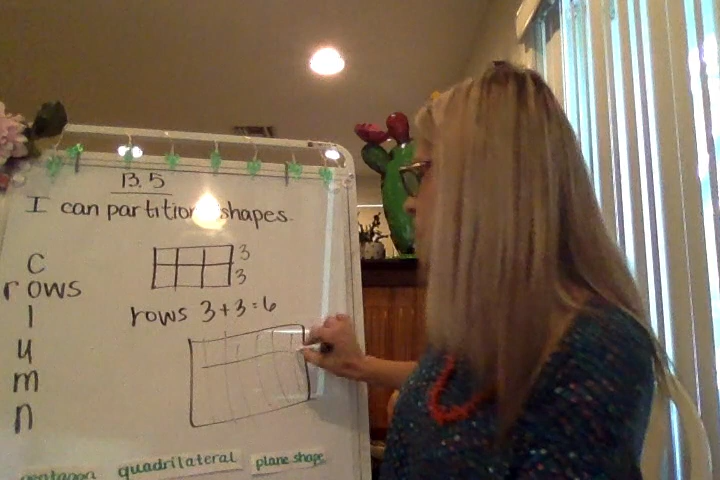 13.5
I can partition shapes.
3
3
rows 3+3=6
c
rows
l
u
m
n
pentagon
quadrilateral
plane shape